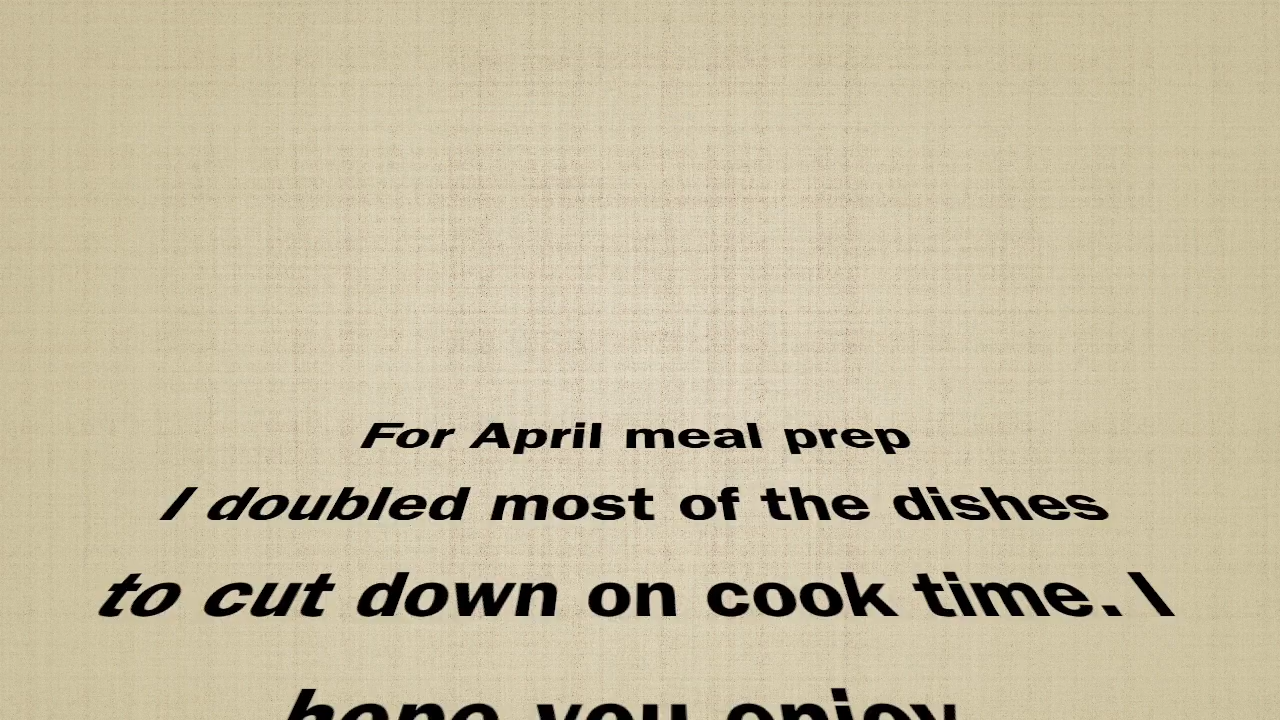 For April meal prep
I doubled most of the dishes
to cut down on cook time. I
hope you enjoy